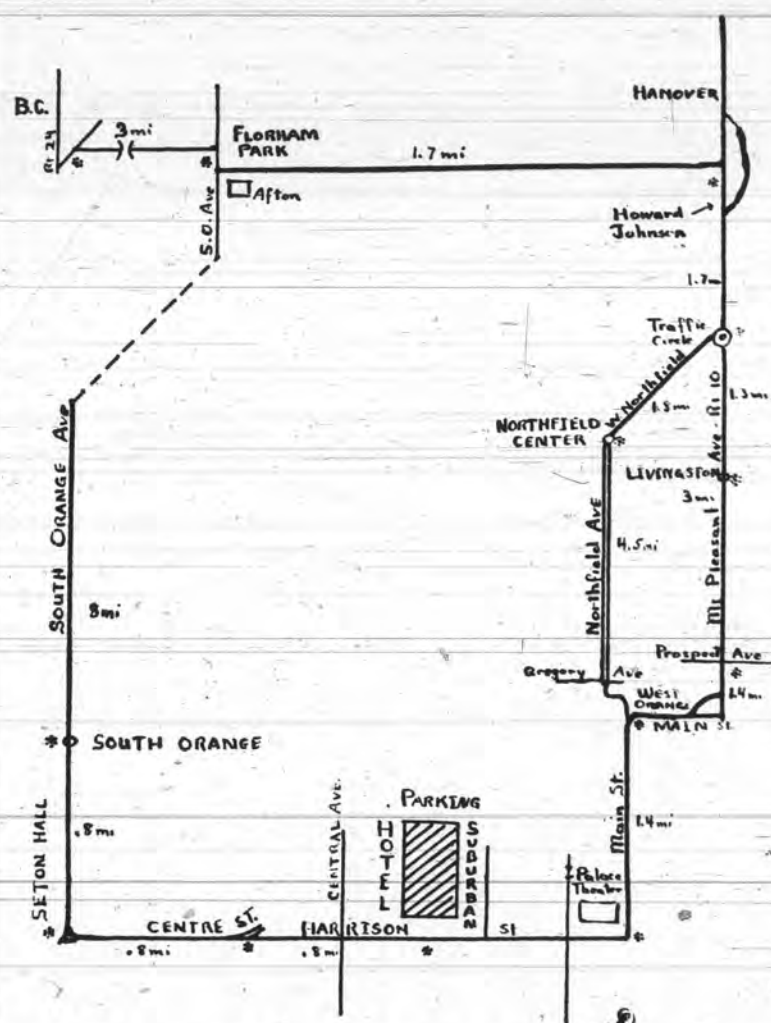 HANOVER
B.C.
Rt 24
3mi
FLORHAM
PARK
1.7 mi
Afton
S.O. Ave
Howard
Johnson
1.7m
Traffic
Circle
W. Northfield
1.8mi
1.3mi
NORTHFIELD
CENTER
LIVINGSTON
3mi
Mt Pleasant Ave - Rt 10
SOUTH ORANGE Ave
8mi
Northfield Ave
4.5mi
Prospect Ave
Gregory Ave
WEST
ORANGE
1.4mi
MAIN St.
SOUTH ORANGE
Main St.
1.4mi
SETON HALL
.8mi
CENTRAL AVE.
PARKING
HOTEL
SUBURBAN
Palace
Theater
CENTRE ST.
HARRISON St
.8mi
.8mi